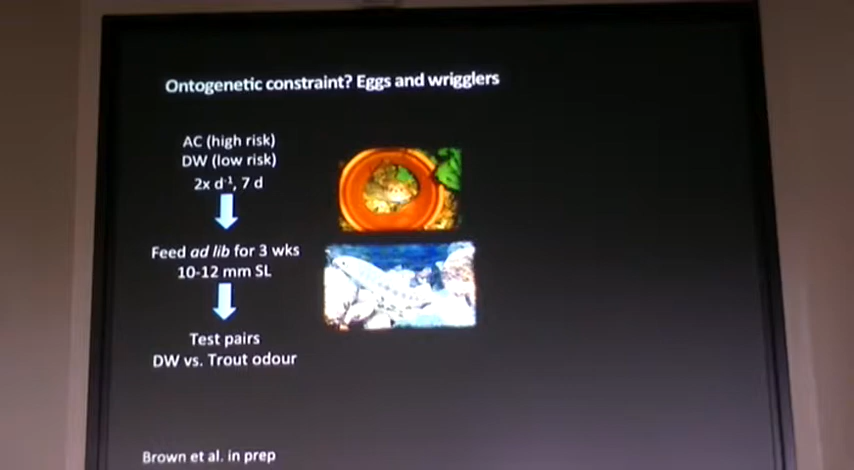 Ontogenetic constraint? Eggs and wrigglers
AC (high risk)
DW (low risk)
2x d⁻¹, 7 d
Feed ad lib for 3 wks
10-12 mm SL
Test pairs
DW vs. Trout odour
Brown et al. in prep